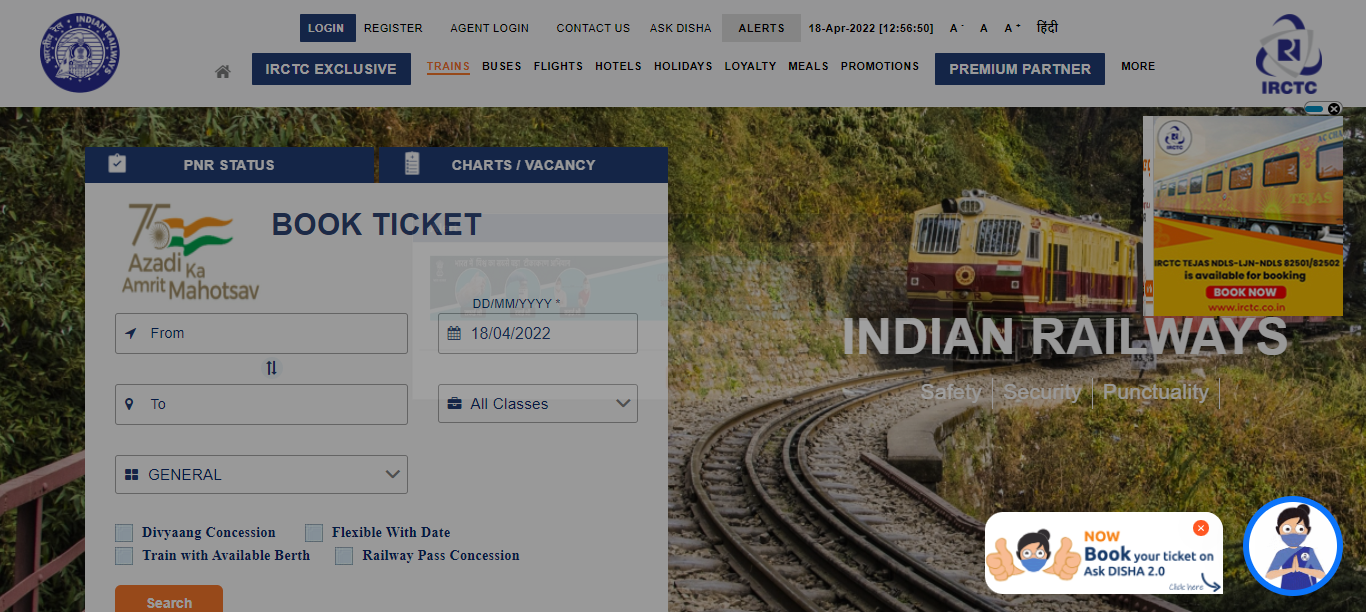 LOGIN REGISTER AGENT LOGIN CONTACT US ASK DISHA ALERTS 18-Apr-2022 [12:56:50] A - A A + हिंदी
IRCTC EXCLUSIVE TRAINS BUSES FLIGHTS HOTELS HOLIDAYS LOYALTY MEALS PROMOTIONS PREMIUM PARTNER MORE
INDIAN RAILWAYS
भारतीय रेल
IRCTC
PNR STATUS CHARTS / VACANCY
75
Azadi Ka
Amrit Mahotsav
BOOK TICKET
DD/MM/YYYY *
From 18/04/2022
To All Classes
GENERAL
Divyaang Concession Flexible With Date
Train with Available Berth Railway Pass Concession
Search
IRCTC
TEJAS
IRCTC TEJAS NDLS-LJN-NDLS 82501/82502
is available for booking
BOOK NOW
www.irctc.co.in
INDIAN RAILWAYS
Safety Security Punctuality
NOW
Book your ticket on
Ask DISHA 2.0
Click here